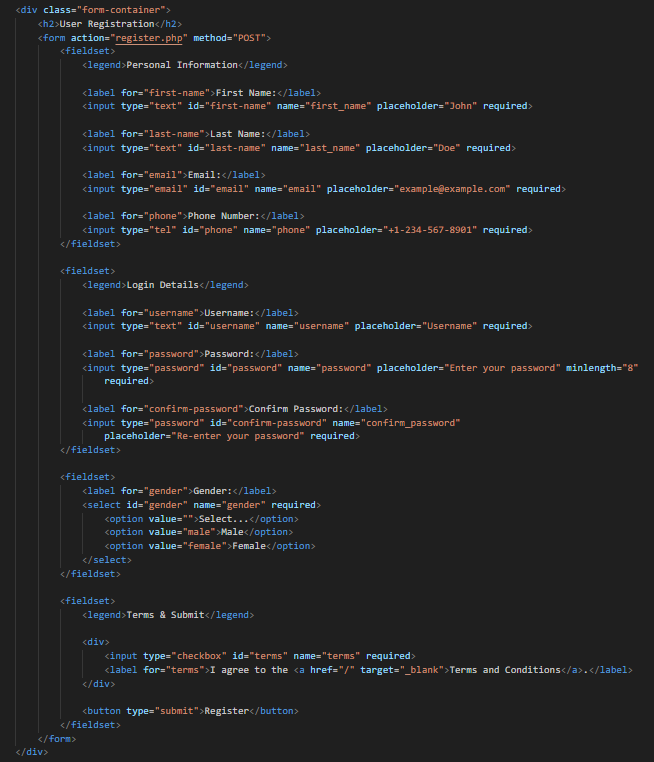 <div class="form-container">
<h2>User Registration</h2>
<form action="register.php" method="POST">
<fieldset>
<legend>Personal Information</legend>
<label for="first-name">First Name:</label>
<input type="text" id="first-name" name="first_name" placeholder="John" required>
<label for="last-name">Last Name:</label>
<input type="text" id="last-name" name="last_name" placeholder="Doe" required>
<label for="email">Email:</label>
<input type="email" id="email" name="email" placeholder="example@example.com" required>
<label for="phone">Phone Number:</label>
<input type="tel" id="phone" name="phone" placeholder="+1-234-567-8901" required>
</fieldset>
<fieldset>
<legend>Login Details</legend>
<label for="username">Username:</label>
<input type="text" id="username" name="username" placeholder="Username" required>
<label for="password">Password:</label>
<input type="password" id="password" name="password" placeholder="Enter your password" minlength="8"
required>
<label for="confirm-password">Confirm Password:</label>
<input type="password" id="confirm-password" name="confirm_password"
placeholder="Re-enter your password" required>
</fieldset>
<fieldset>
<label for="gender">Gender:</label>
<select id="gender" name="gender" required>
<option value="">Select...</option>
<option value="male">Male</option>
<option value="female">Female</option>
</select>
</fieldset>
<fieldset>
<legend>Terms & Submit</legend>
<div>
<input type="checkbox" id="terms" name="terms" required>
<label for="terms">I agree to the <a href="/" target="_blank">Terms and Conditions</a>.</label>
</div>
<button type="submit">Register</button>
</fieldset>
</form>
</div>